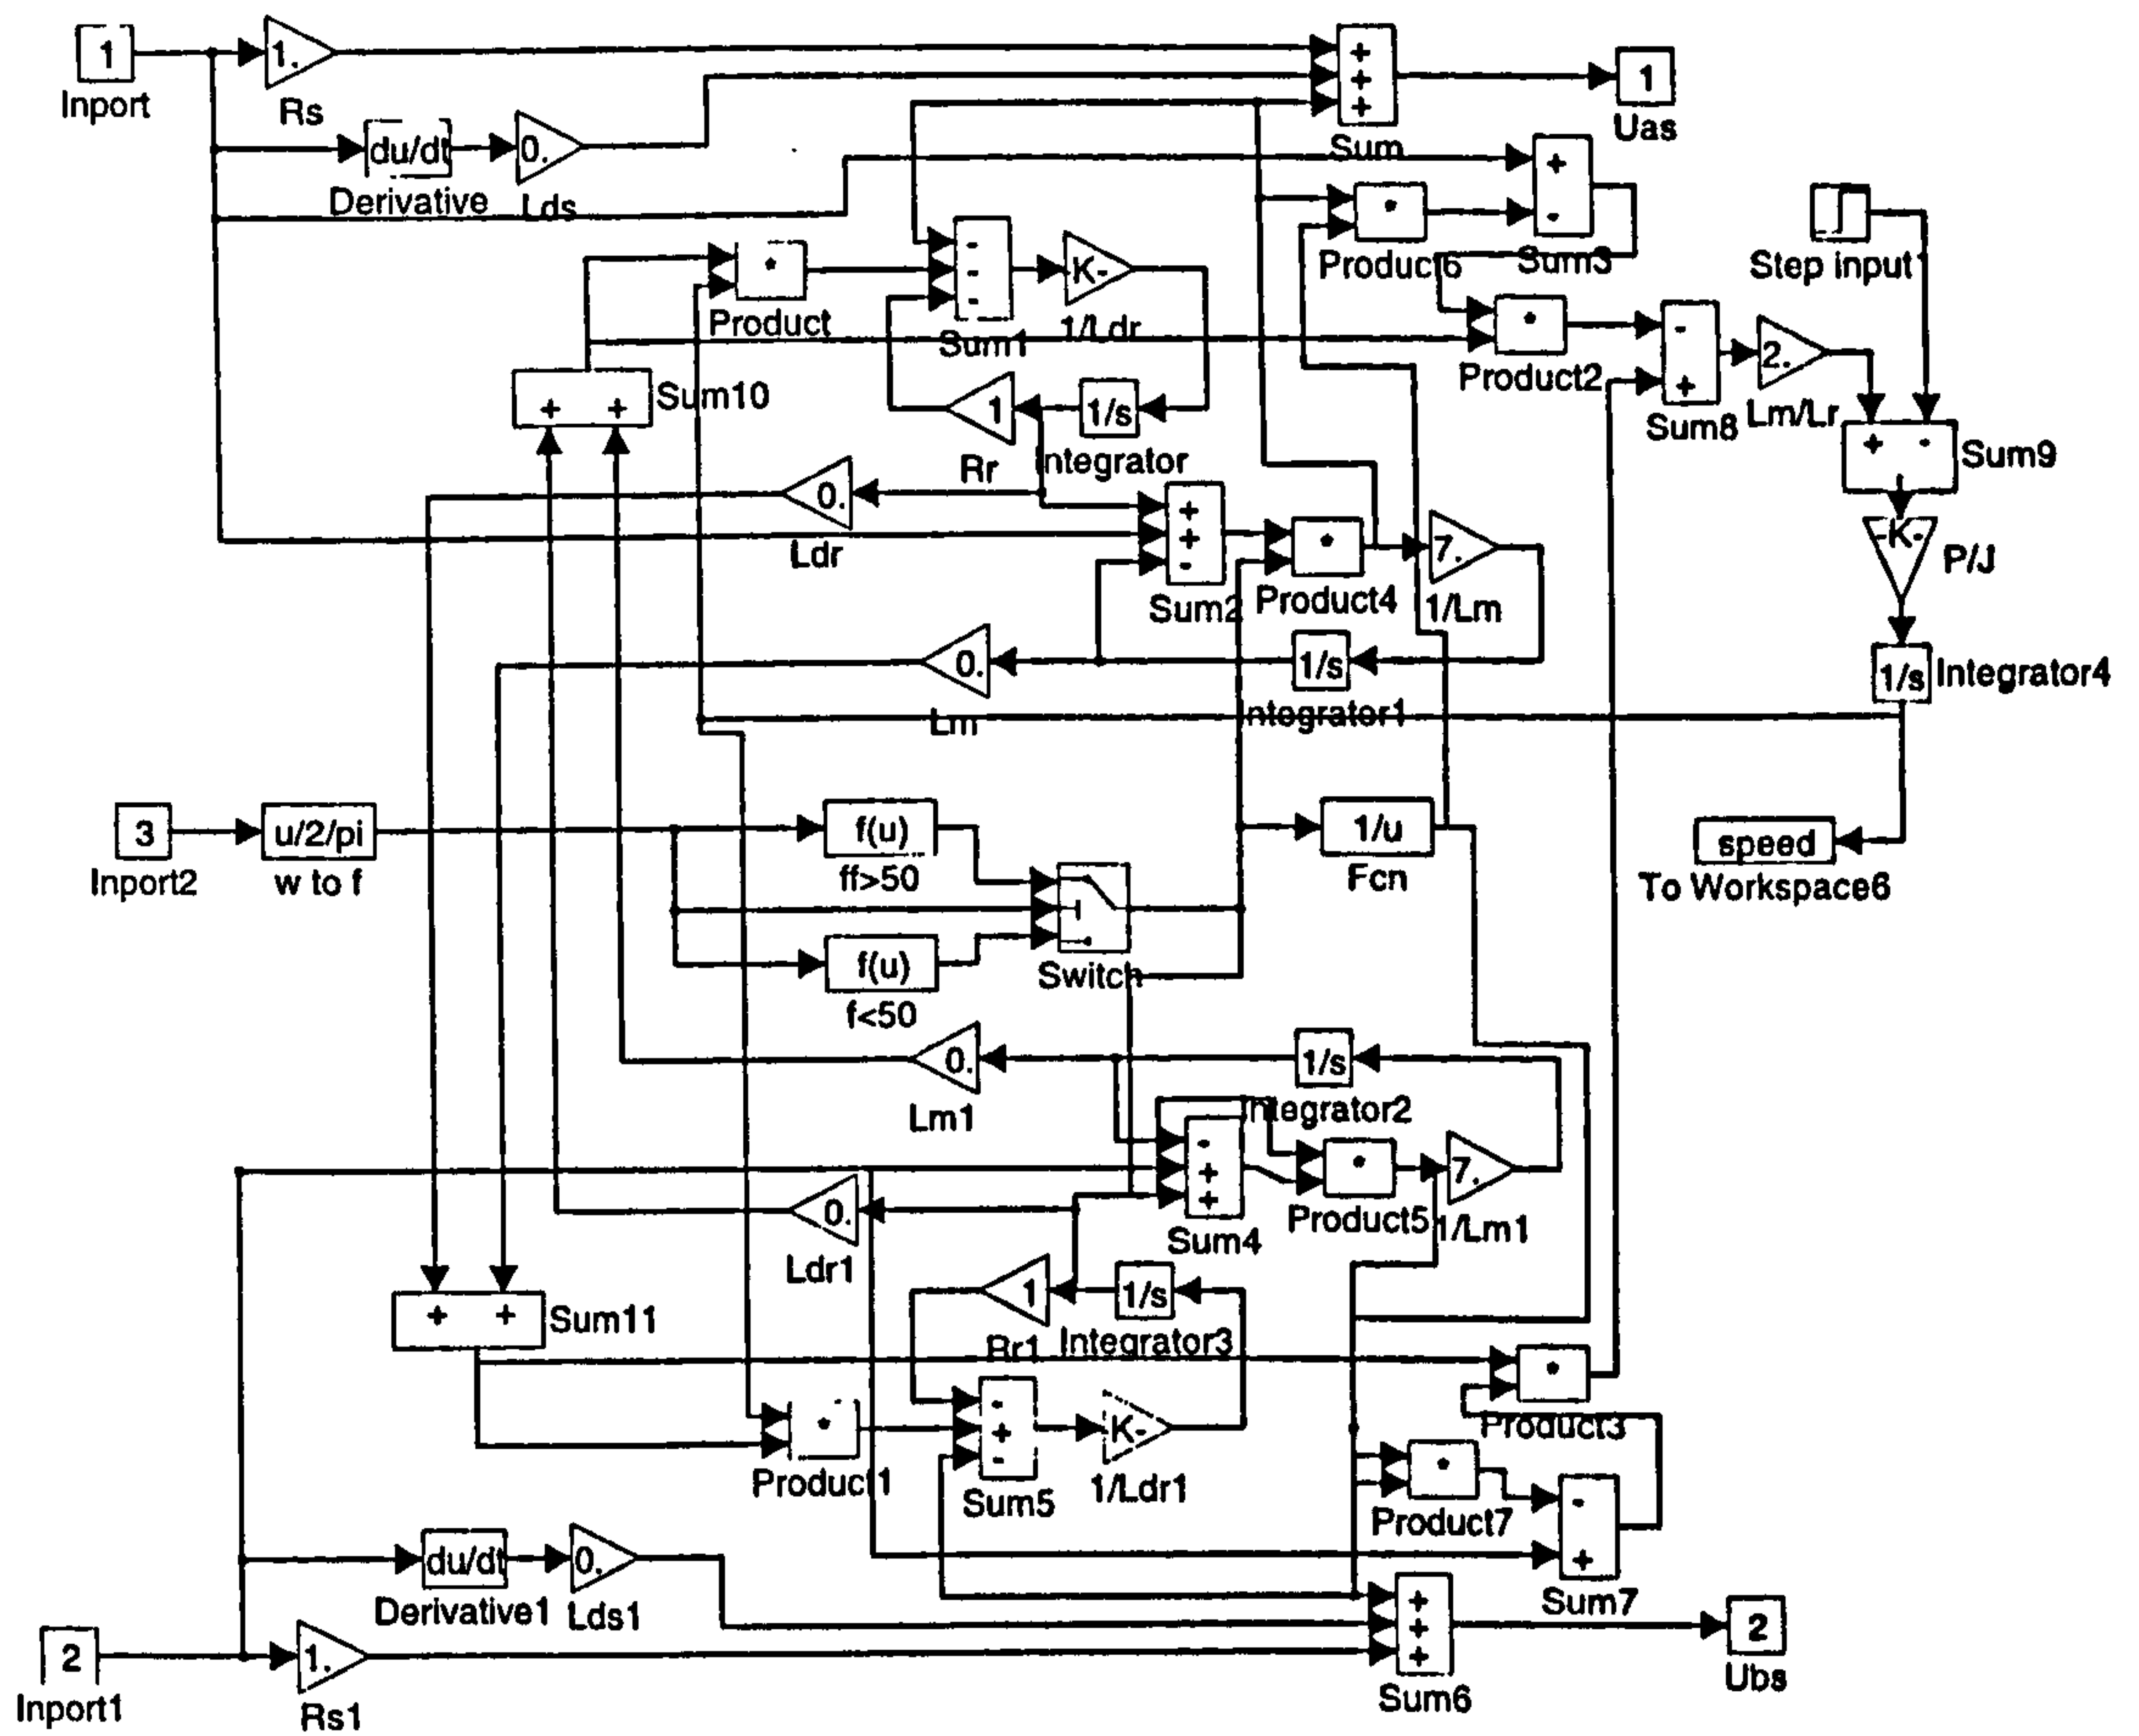 1
Inport
1.
Rs
+
+
+
Sum
1
Uas
du/dt
Derivative
0.
Lds
+
-
Sum3
*
Product6
Step input
*
Product
-
-
-
Sum1
-K-
1/Ldr
*
Product2
-
+
Sum8
2.
Lm/Lr
+ -
Sum9
+ +
Sum10
1
Rr
1/s
ntegrator
0.
Ldr
+
+
-
Sum2
*
Product4
7.
1/Lm
-K-
P/J
0.
Lm
1/s
ntegrator1
1/s
Integrator4
3
Inport2
u/2/pi
w to f
f(u)
ff>50
1/u
Fcn
speed
To Workspace6
Switch
f(u)
f<50
0.
Lm1
1/s
Integrator2
-
+
+
Sum4
*
Product5
7.
1/Lm1
0.
Ldr1
1
Rr1
1/s
Integrator3
+ +
Sum11
*
Product3
*
Product1
-
+
-
Sum5
-K-
1/Ldr1
*
Product7
-
+
Sum7
du/dt
Derivative1
0.
Lds1
2
Inport1
1.
Rs1
+
+
+
Sum6
2
Ubs